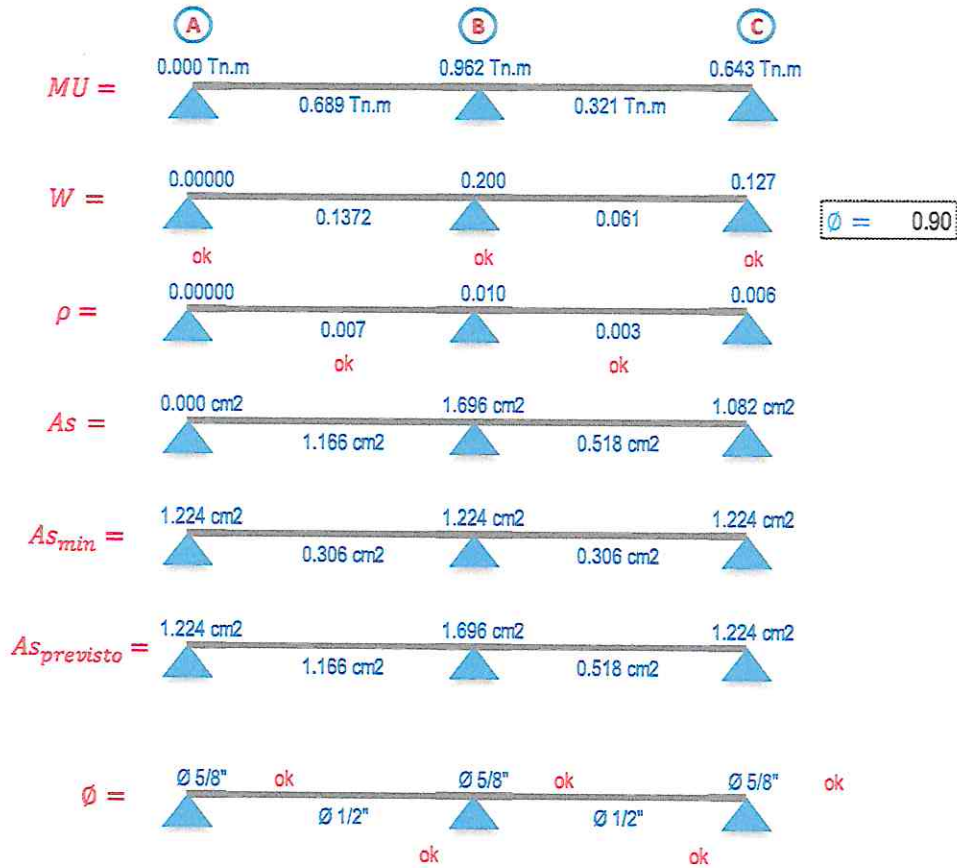 A B C
0.000 Tn.m 0.962 Tn.m 0.643 Tn.m
MU =
0.689 Tn.m 0.321 Tn.m
0.00000 0.200 0.127
W =
0.1372 0.061
Ø = 0.90
ok ok ok
0.00000 0.010 0.006
ρ =
0.007 0.003
ok ok
0.000 cm2 1.696 cm2 1.082 cm2
As =
1.166 cm2 0.518 cm2
1.224 cm2 1.224 cm2 1.224 cm2
As_min =
0.306 cm2 0.306 cm2
1.224 cm2 1.696 cm2 1.224 cm2
As_previsto =
1.166 cm2 0.518 cm2
Ø 5/8" ok Ø 5/8" ok Ø 5/8" ok
Ø =
Ø 1/2" Ø 1/2"
ok ok